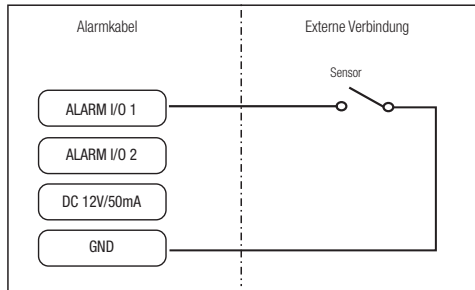 Alarmkabel
Externe Verbindung
Sensor
ALARM I/O 1
ALARM I/O 2
DC 12V/50mA
GND